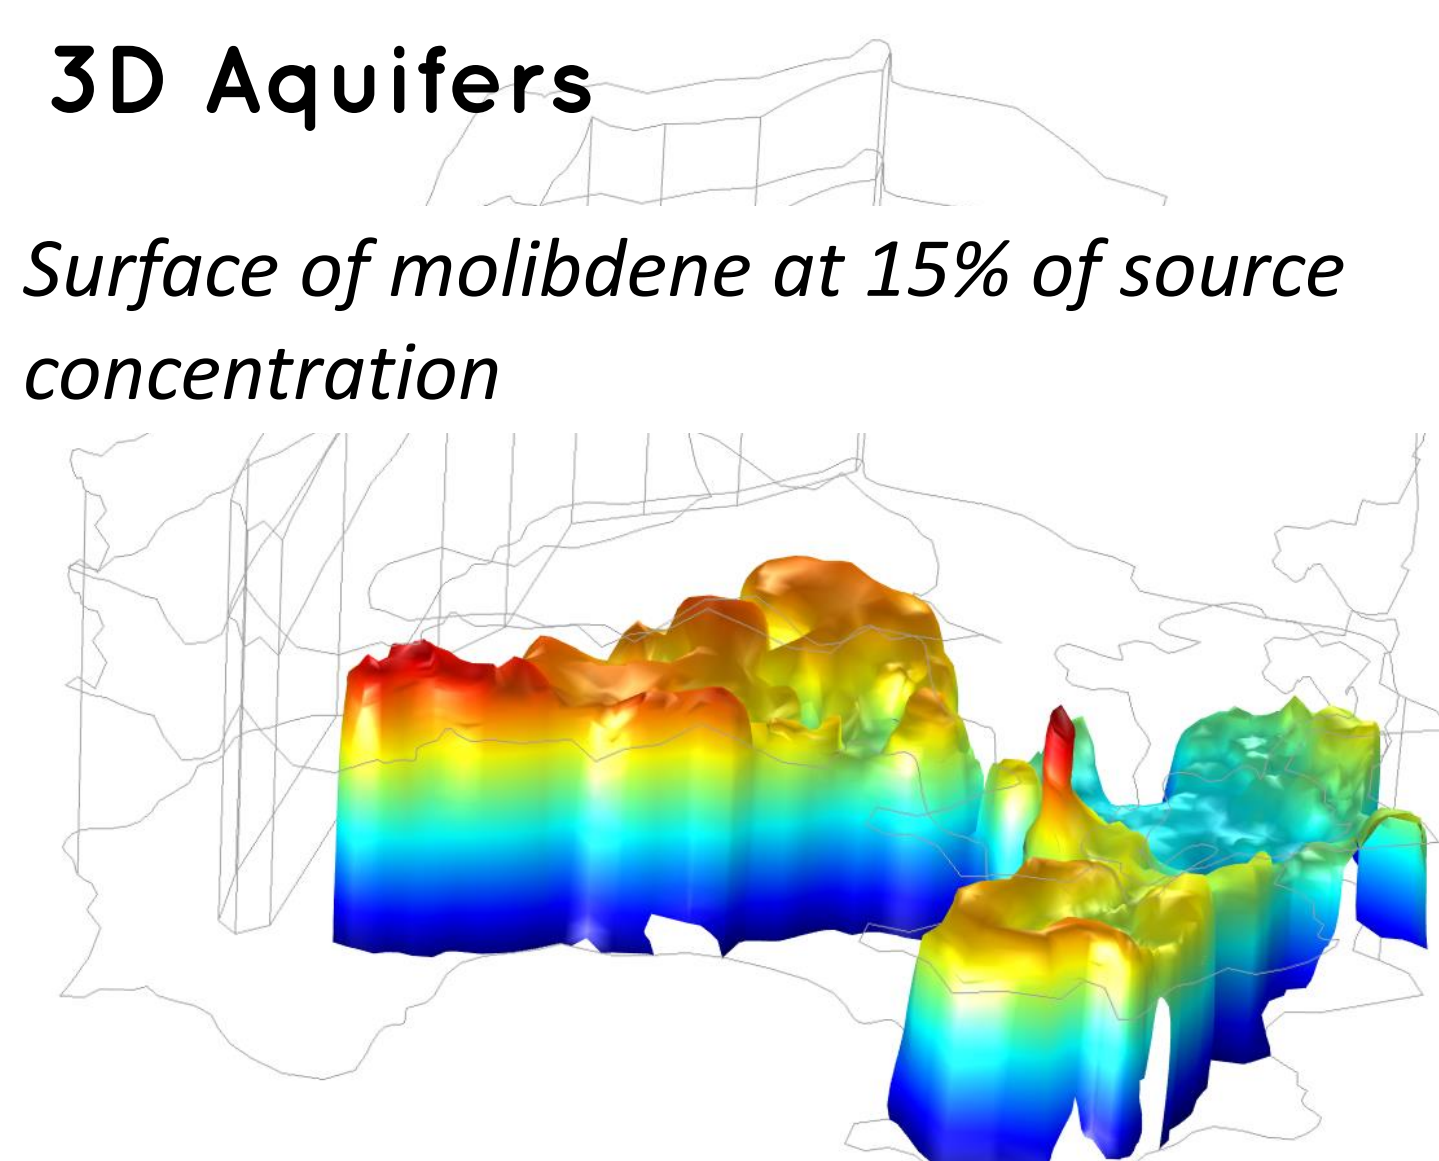 3D Aquifers
Surface of molibdene at 15% of source
concentration